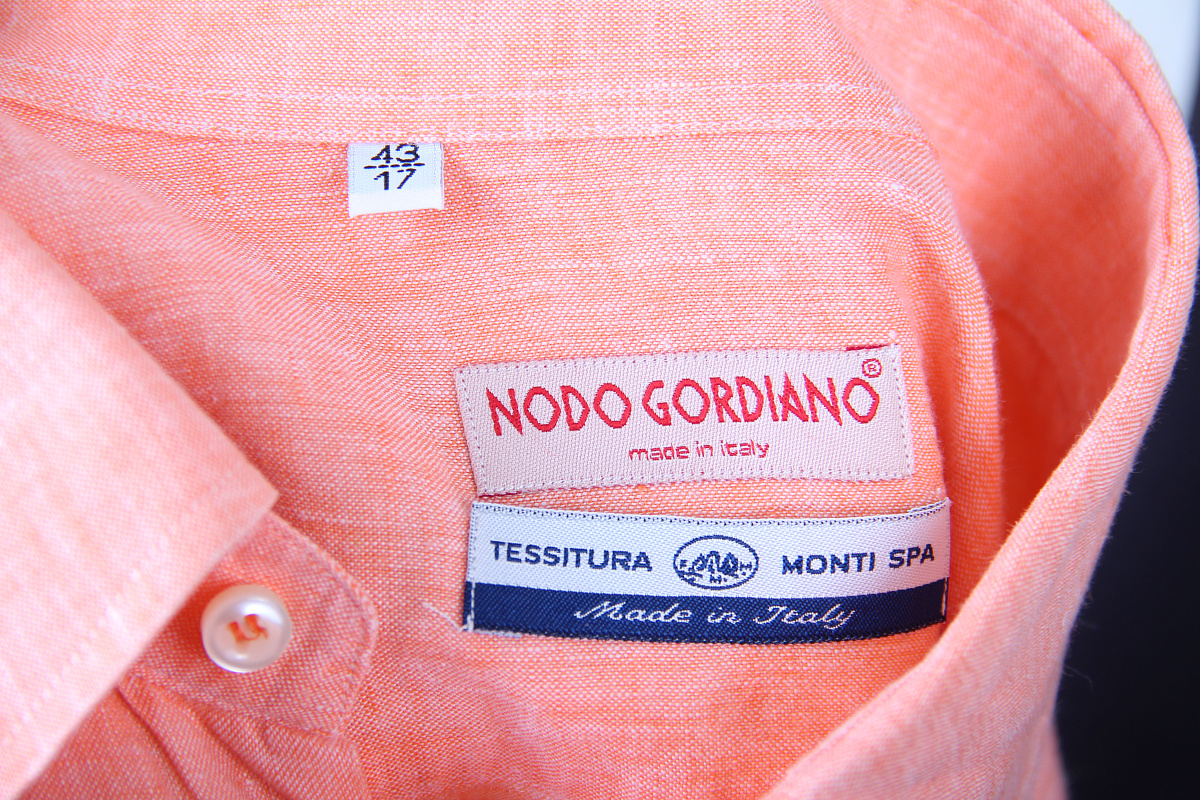 43
17
NODO GORDIANO®
made in italy
TESSITURA MONTI SPA
Made in Italy